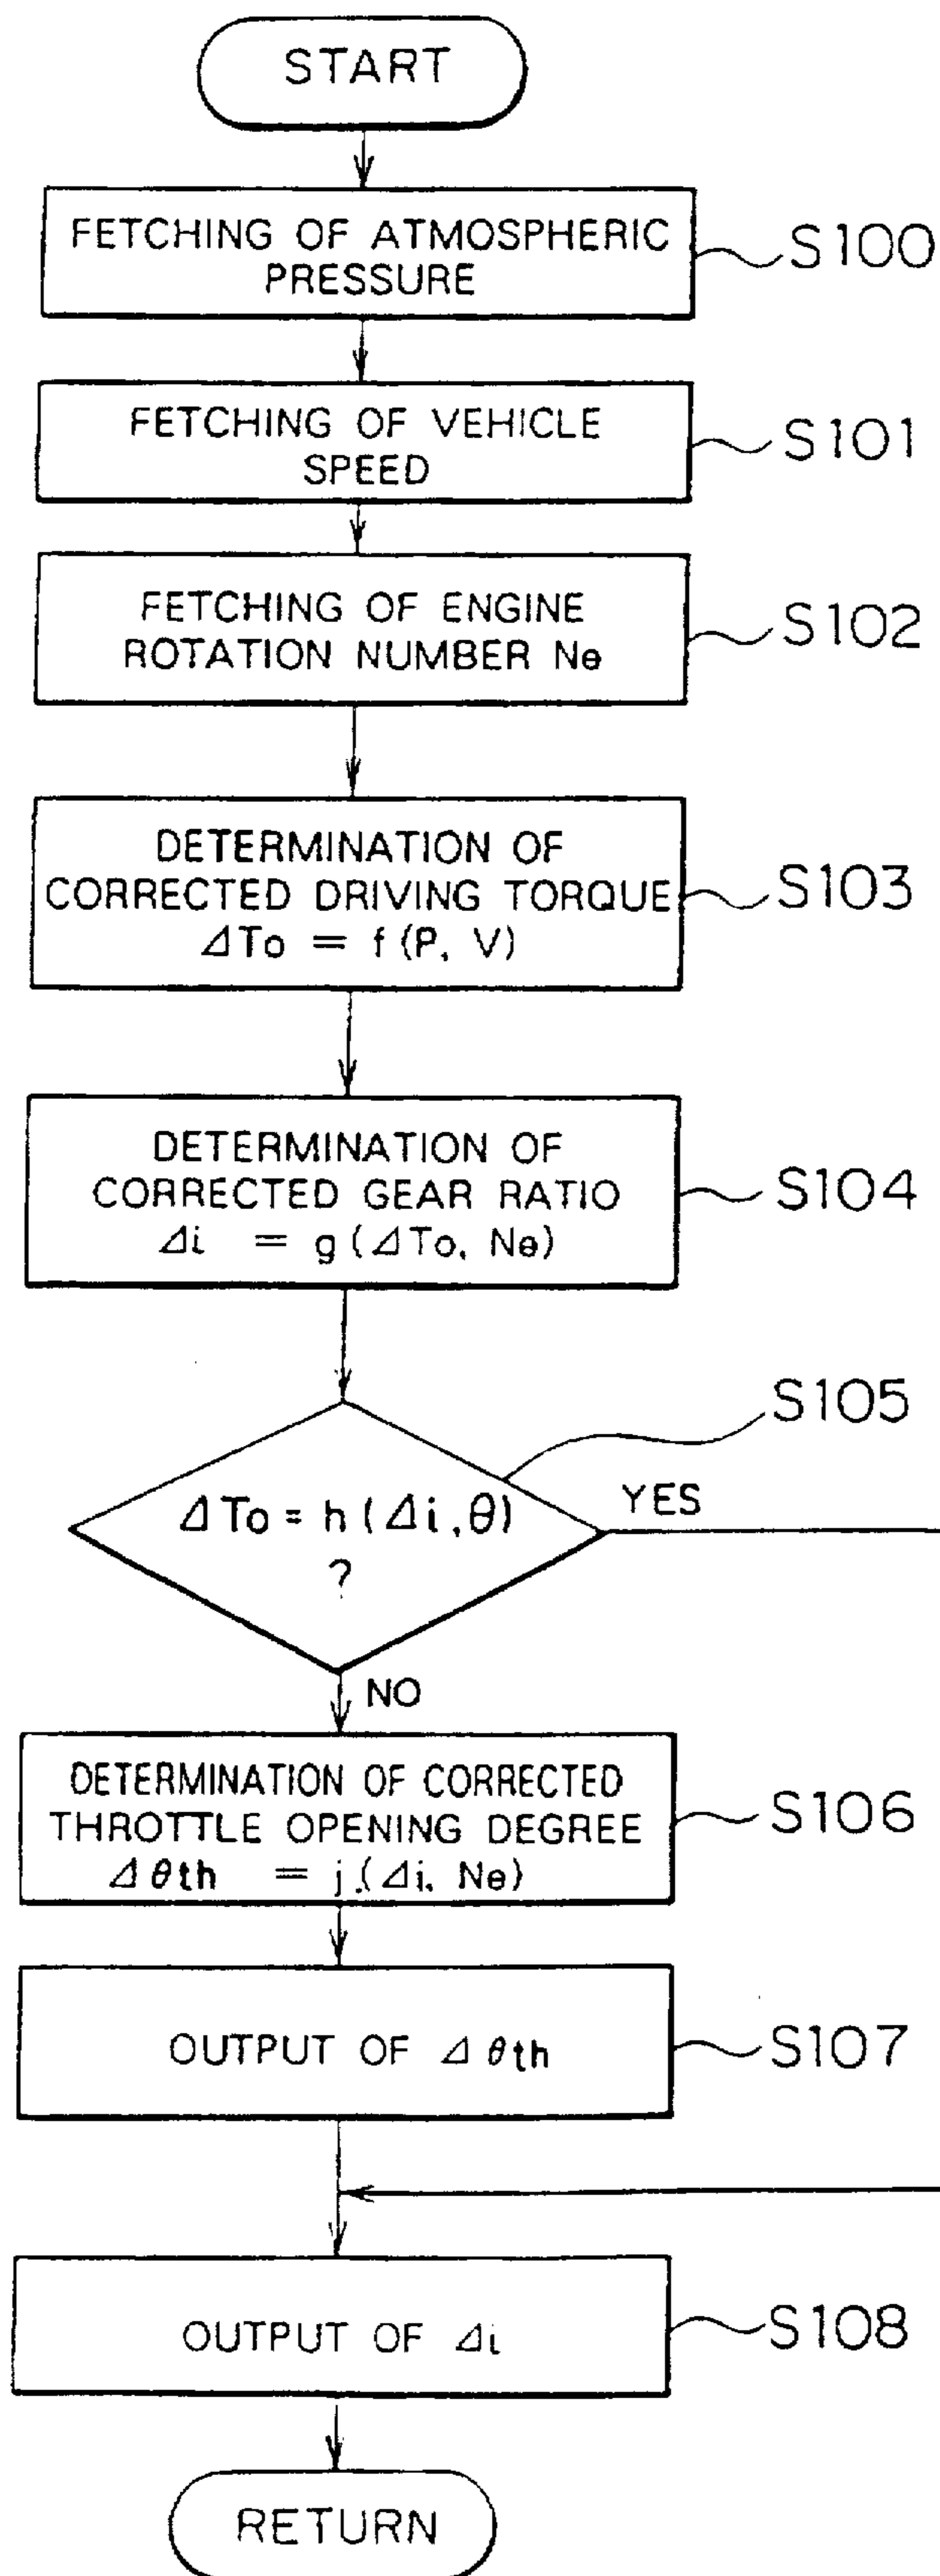 START
FETCHING OF ATMOSPHERIC
PRESSURE
S100
FETCHING OF VEHICLE
SPEED
S101
FETCHING OF ENGINE
ROTATION NUMBER Ne
S102
DETERMINATION OF
CORRECTED DRIVING TORQUE
ΔTo = f (P, V)
S103
DETERMINATION OF
CORRECTED GEAR RATIO
Δi = g (ΔTo, Ne)
S104
S105
ΔTo = h (Δi, θ)
?
YES
NO
DETERMINATION OF CORRECTED
THROTTLE OPENING DEGREE
Δθth = j (Δi, Ne)
S106
OUTPUT OF Δθth
S107
OUTPUT OF Δi
S108
RETURN